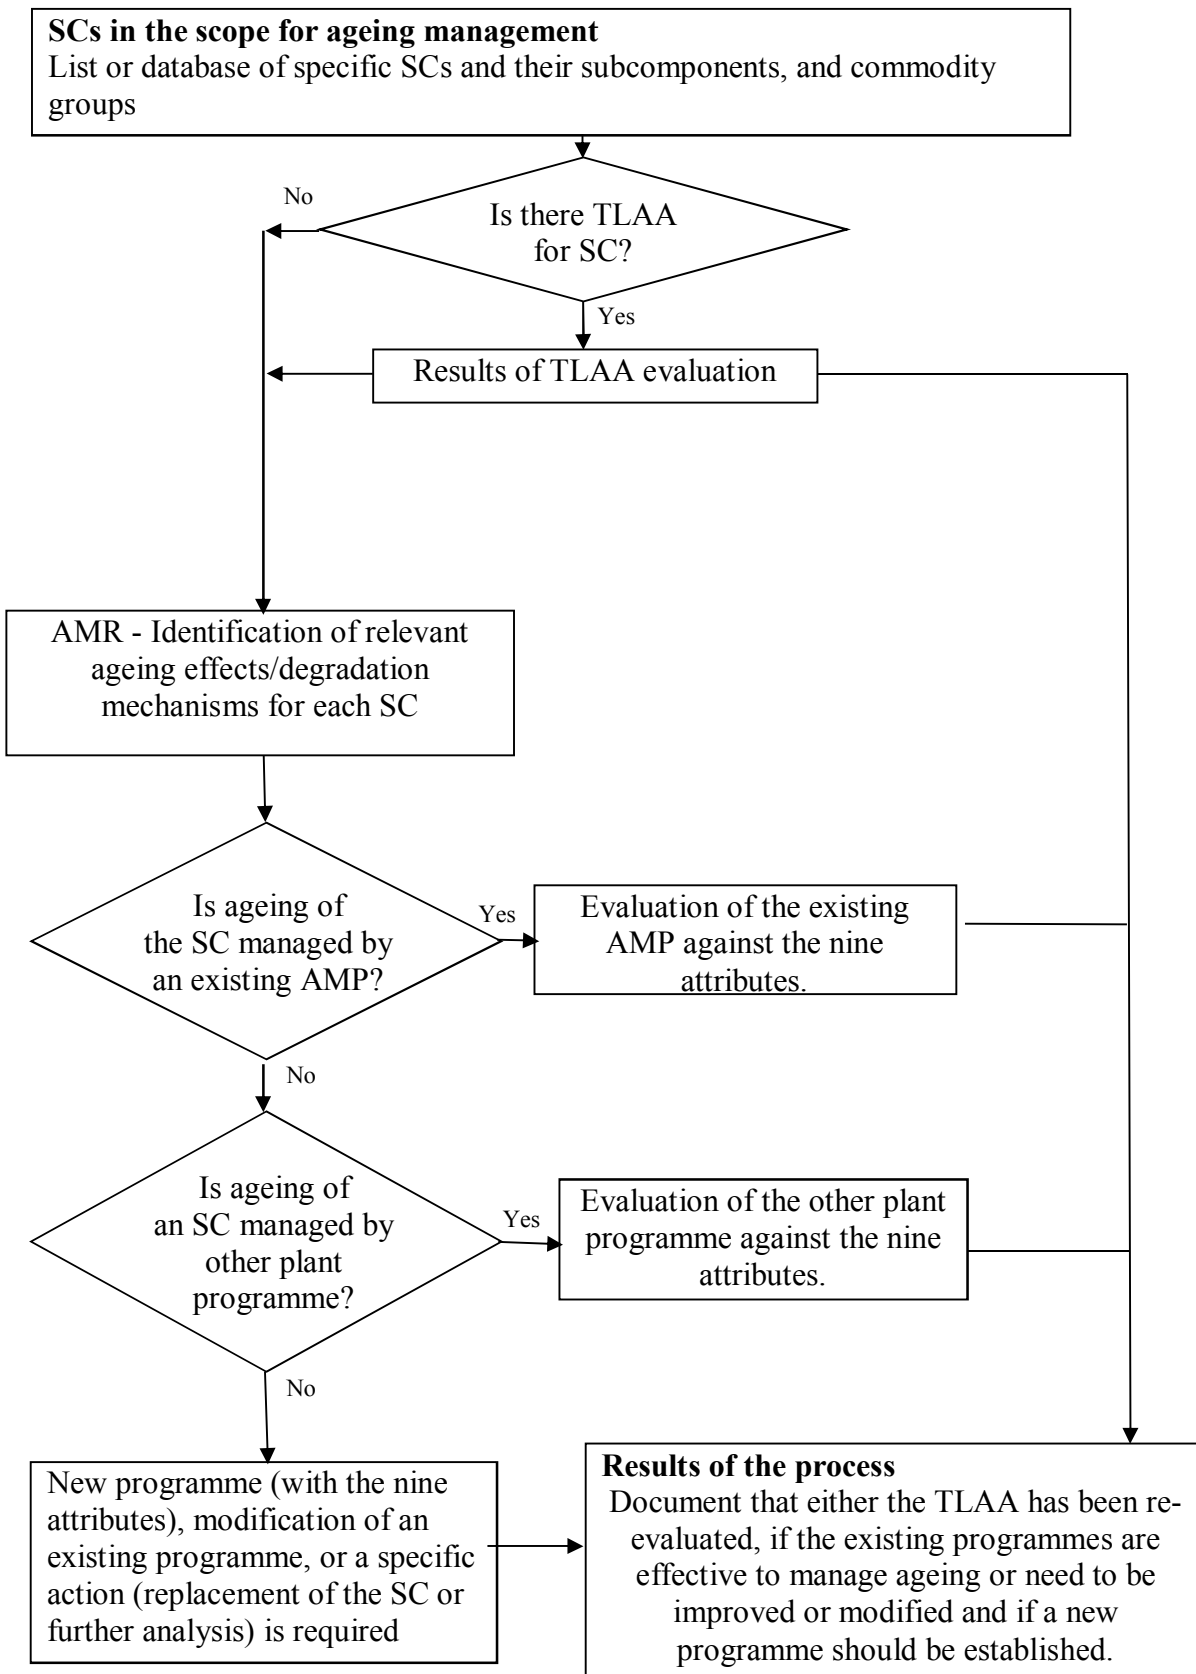 SCs in the scope for ageing management
List or database of specific SCs and their subcomponents, and commodity
groups
No
Is there TLAA
for SC?
Yes
Results of TLAA evaluation
AMR - Identification of relevant
ageing effects/degradation
mechanisms for each SC
Is ageing of
the SC managed by
an existing AMP?
Yes
Evaluation of the existing
AMP against the nine
attributes.
No
Is ageing of
an SC managed by
other plant
programme?
Yes
Evaluation of the other plant
programme against the nine
attributes.
No
New programme (with the nine
attributes), modification of an
existing programme, or a specific
action (replacement of the SC or
further analysis) is required
Results of the process
Document that either the TLAA has been re-
evaluated, if the existing programmes are
effective to manage ageing or need to be
improved or modified and if a new
programme should be established.